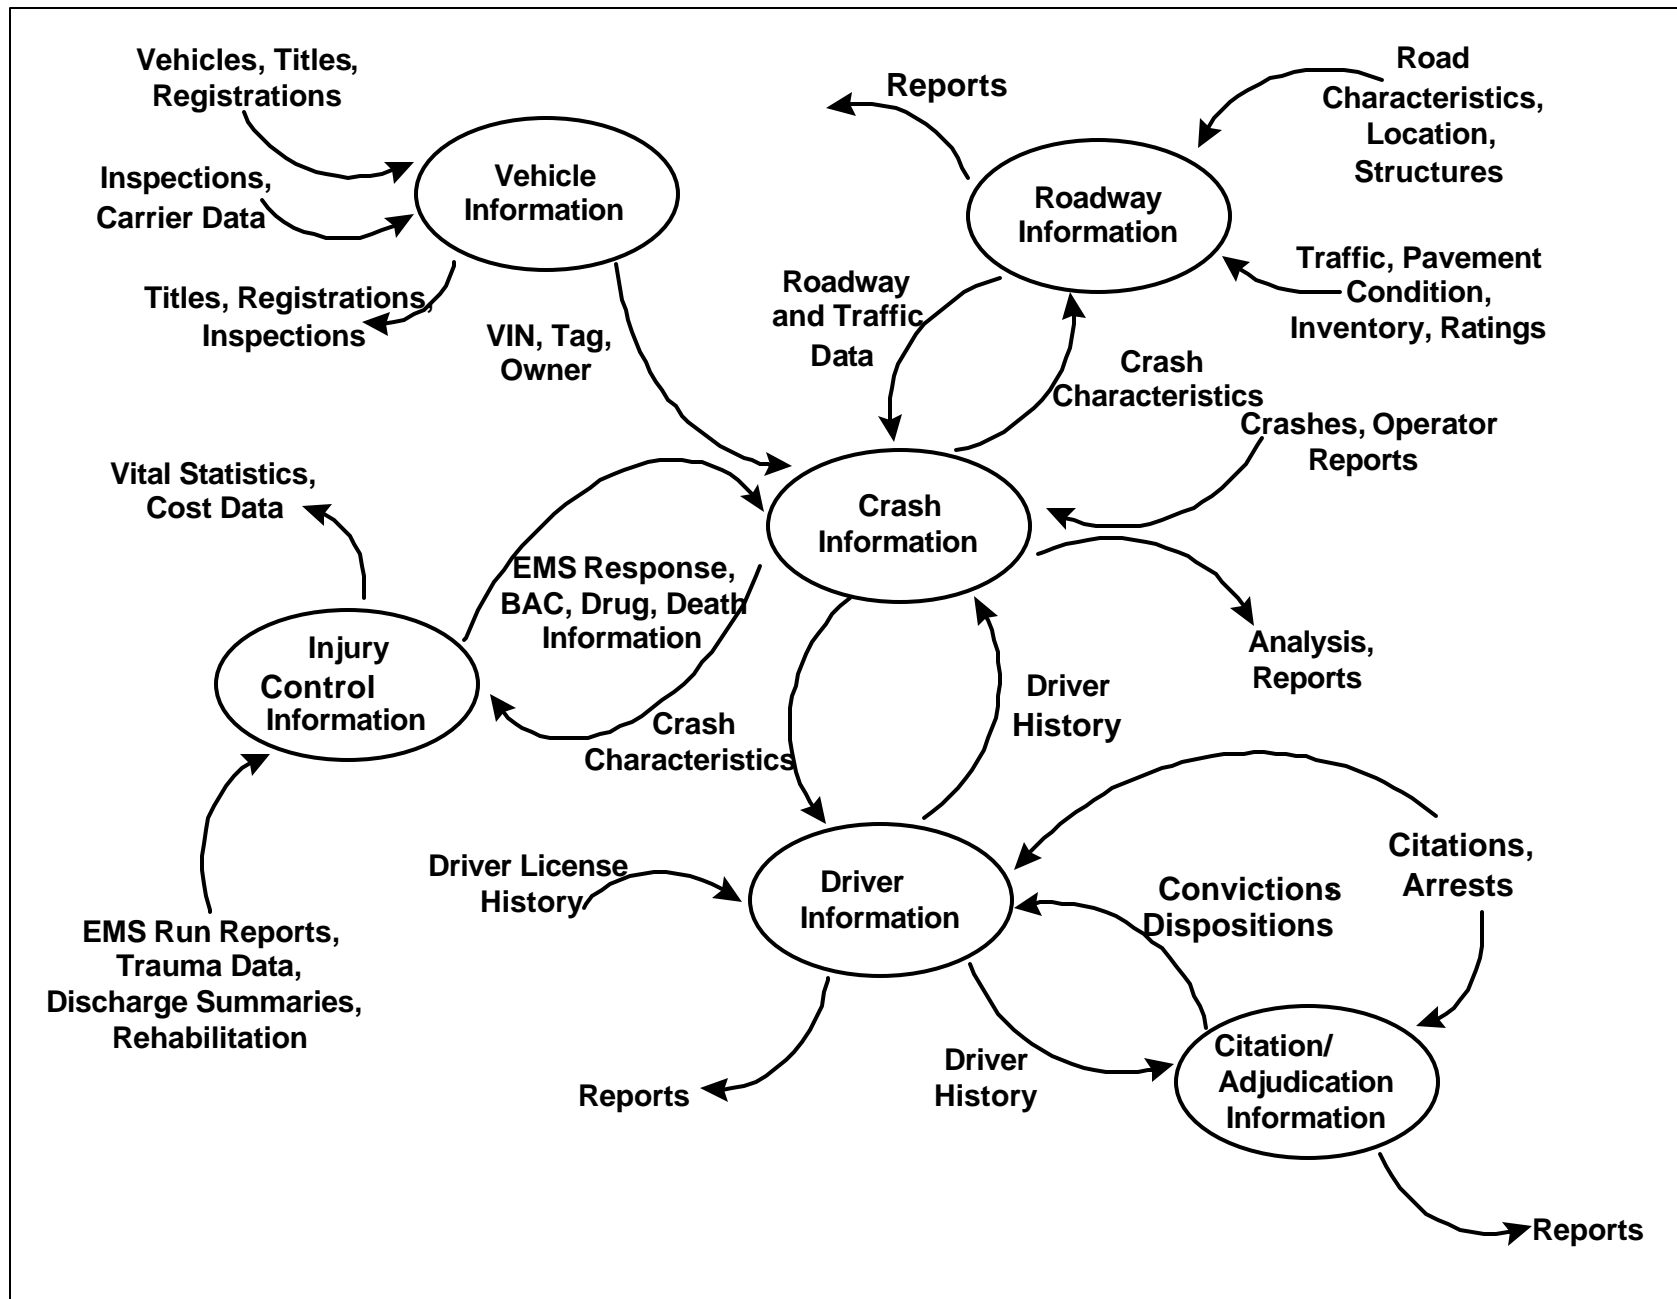 Vehicles, Titles,
Registrations
Inspections,
Carrier Data
Vehicle
Information
Titles, Registrations,
Inspections
VIN, Tag,
Owner
Reports
Road
Characteristics,
Location,
Structures
Roadway
Information
Traffic, Pavement
Condition,
Inventory, Ratings
Roadway
and Traffic
Data
Crash
Characteristics
Crashes, Operator
Reports
Vital Statistics,
Cost Data
Crash
Information
EMS Response,
BAC, Drug, Death
Information
Injury
Control
Information
Analysis,
Reports
Driver
History
Crash
Characteristics
Driver License
History
Driver
Information
Citations,
Arrests
Convictions
Dispositions
EMS Run Reports,
Trauma Data,
Discharge Summaries,
Rehabilitation
Reports
Driver
History
Citation/
Adjudication
Information
Reports